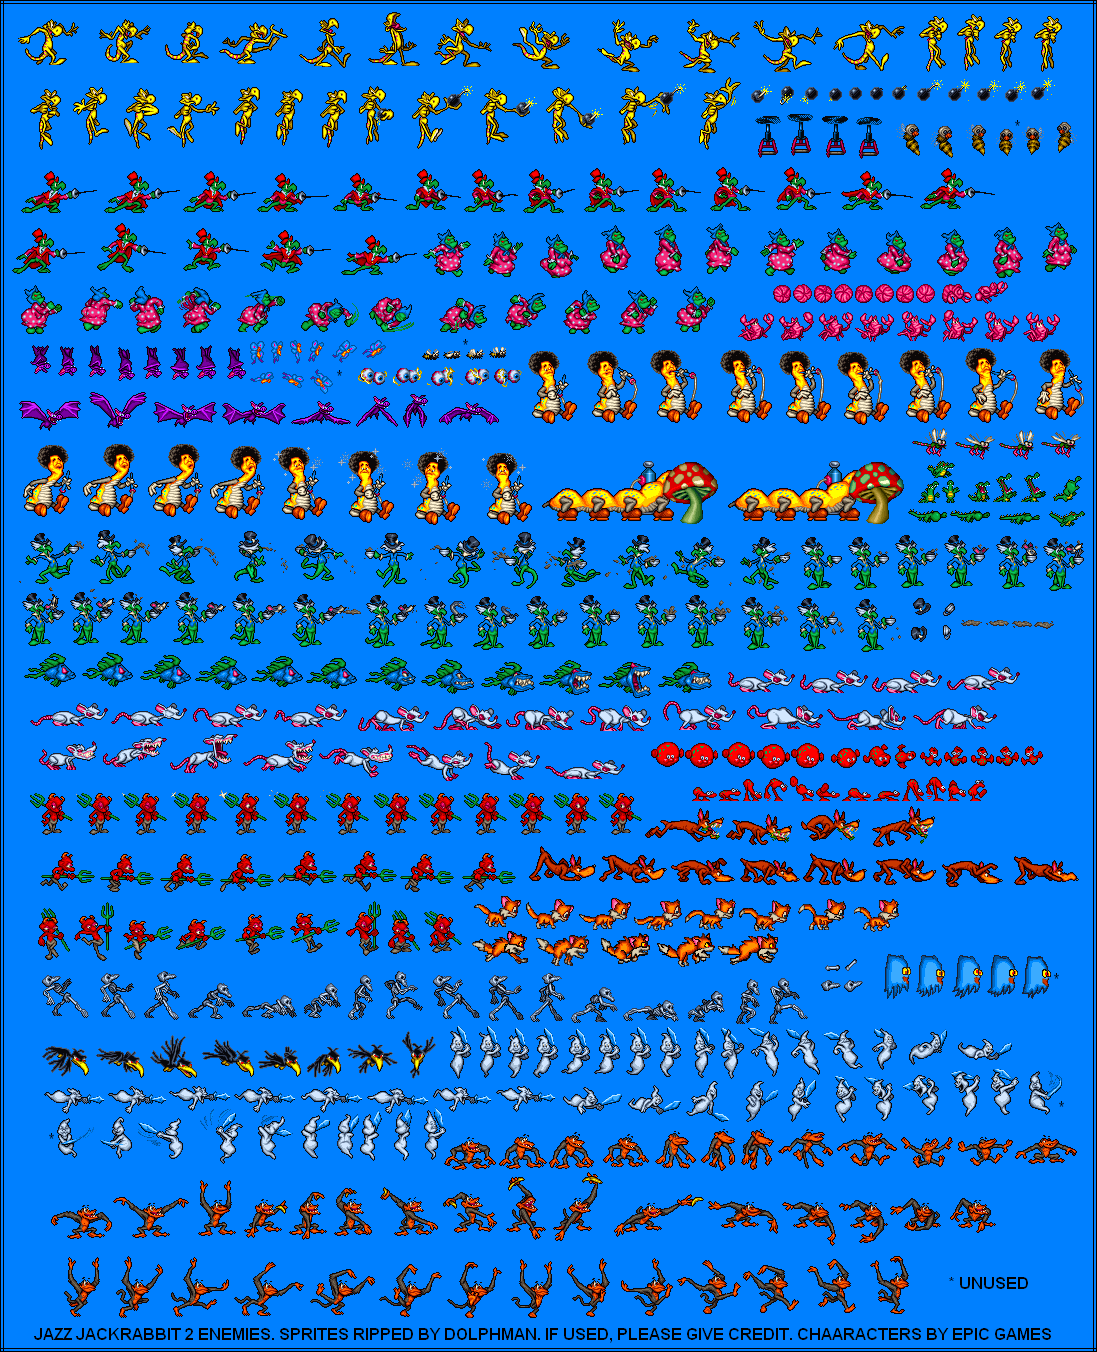 * UNUSED
JAZZ JACKRABBIT 2 ENEMIES. SPRITES RIPPED BY DOLPHMAN. IF USED, PLEASE GIVE CREDIT. CHAARACTERS BY EPIC GAMES